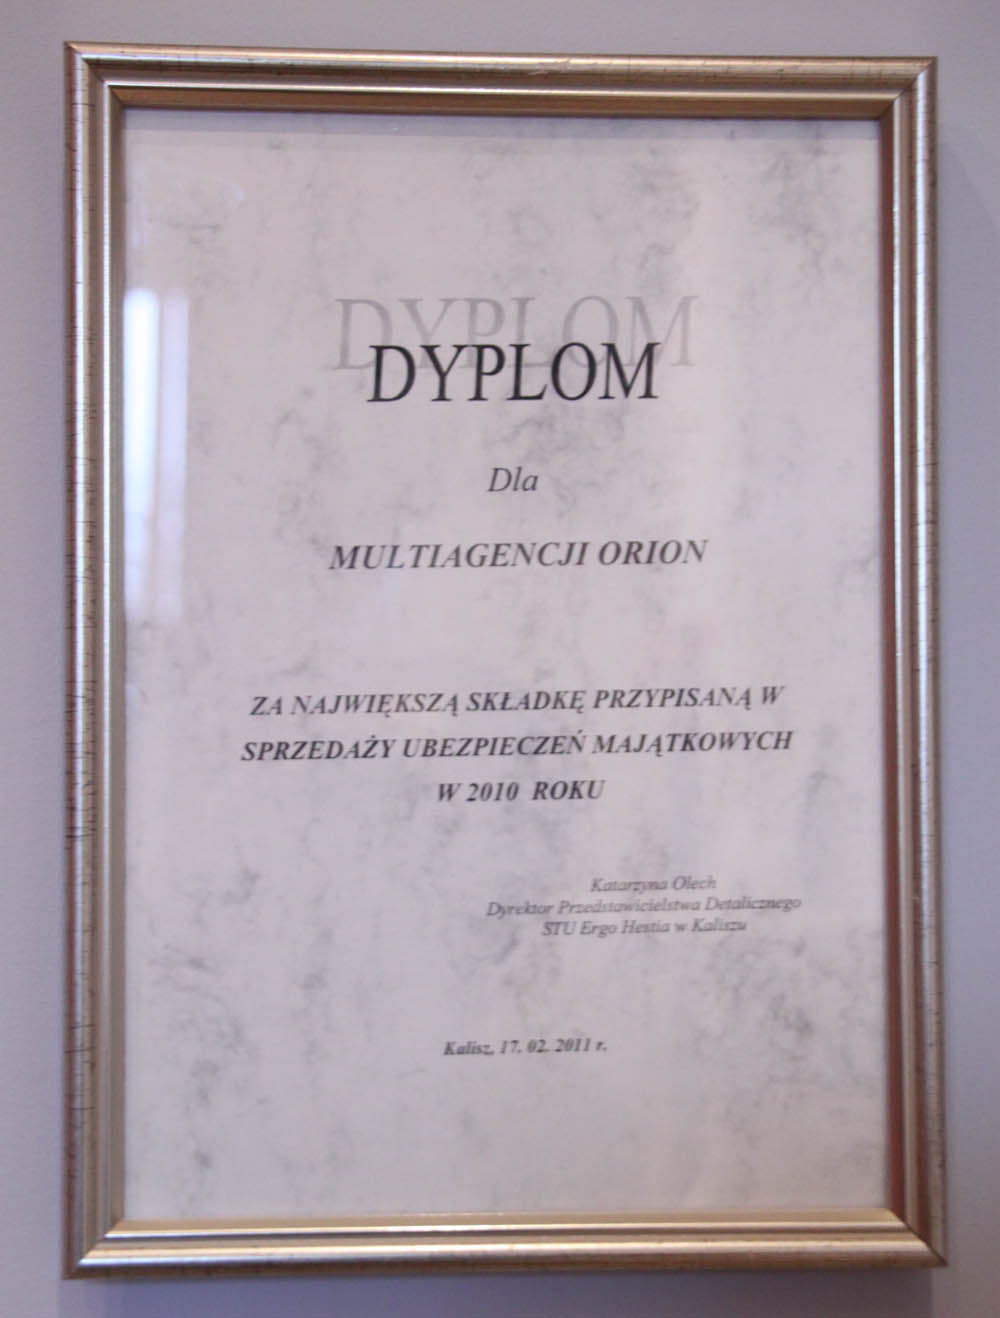 DYPLOM
DYPLOM
Dla
MULTIAGENCJI ORION
ZA NAJWIĘKSZĄ SKŁADKĘ PRZYPISANĄ W
SPRZEDAŻY UBEZPIECZEŃ MAJĄTKOWYCH
W 2010 ROKU
Katarzyna Olech
Dyrektor Przedstawicielstwa Detalicznego
STU Ergo Hestia w Kaliszu
Kalisz, 17. 02. 2011 r.